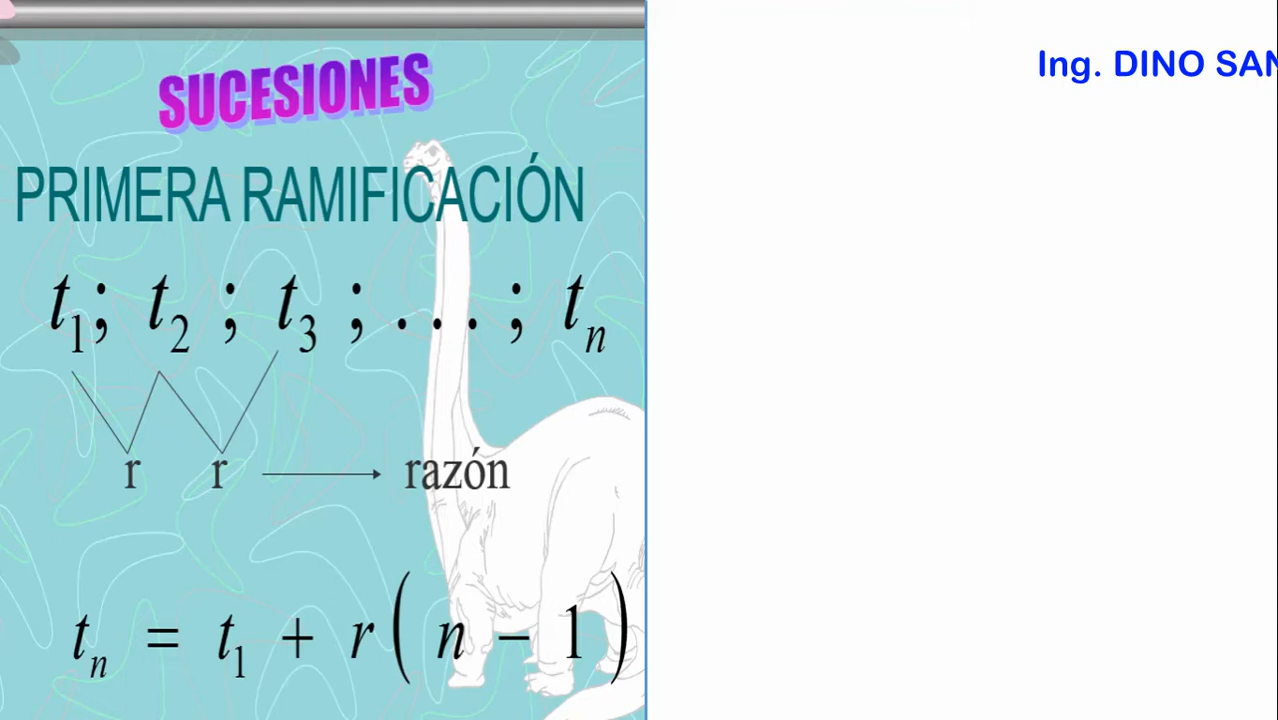 SUCESIONES
Ing. DINO SAN
PRIMERA RAMIFICACIÓN
t₁; t₂ ; t₃ ; . . . ; tₙ
r r → razón
tₙ = t₁ + r ( n − 1 )